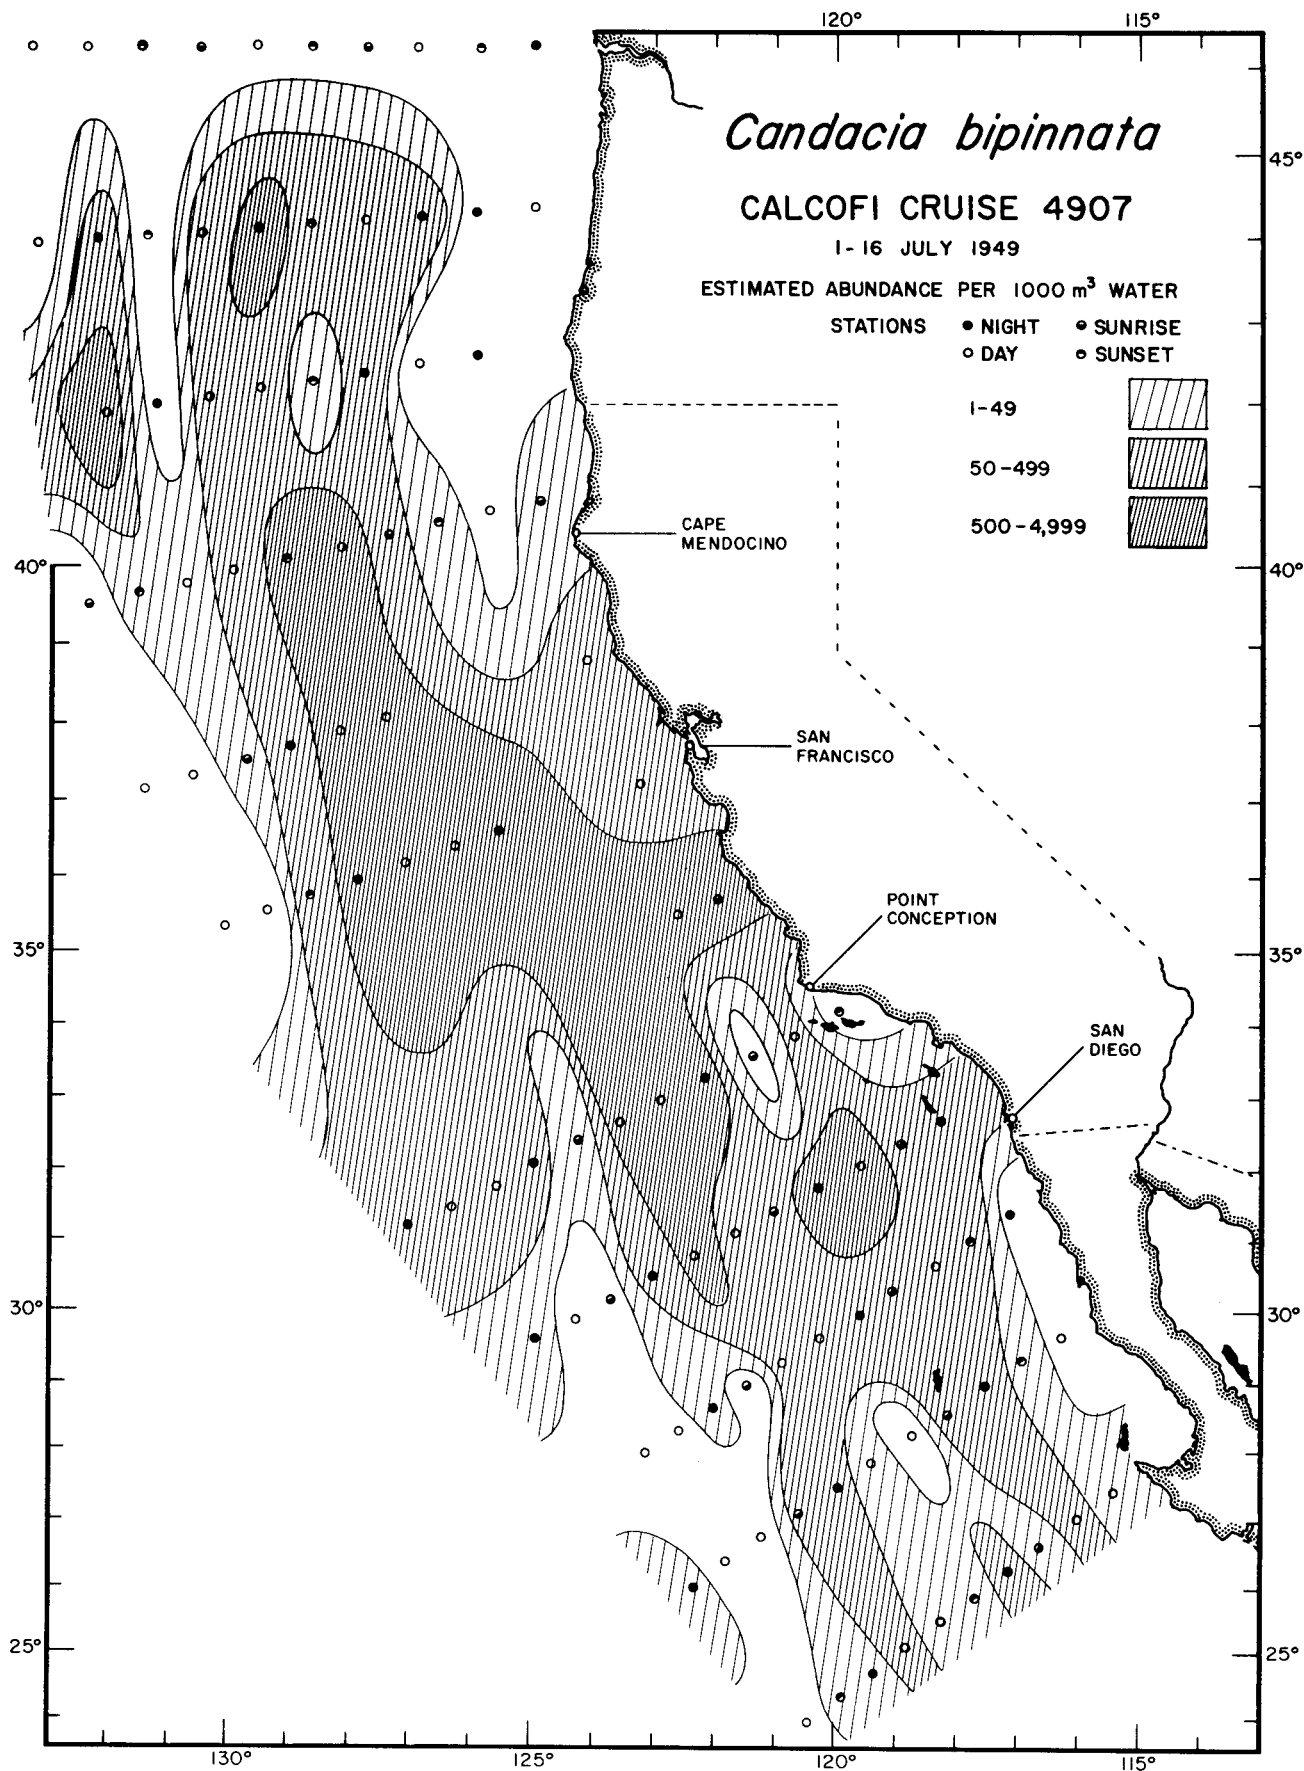 120° 115°
Candacia bipinnata
45°
CALCOFI CRUISE 4907
1-16 JULY 1949
ESTIMATED ABUNDANCE PER 1000 m³ WATER
STATIONS ● NIGHT SUNRISE
○ DAY SUNSET
1-49
50-499
500-4,999
CAPE
MENDOCINO
40° 40°
SAN
FRANCISCO
POINT
CONCEPTION
35° 35°
SAN
DIEGO
30° 30°
25° 25°
130° 125° 120° 115°